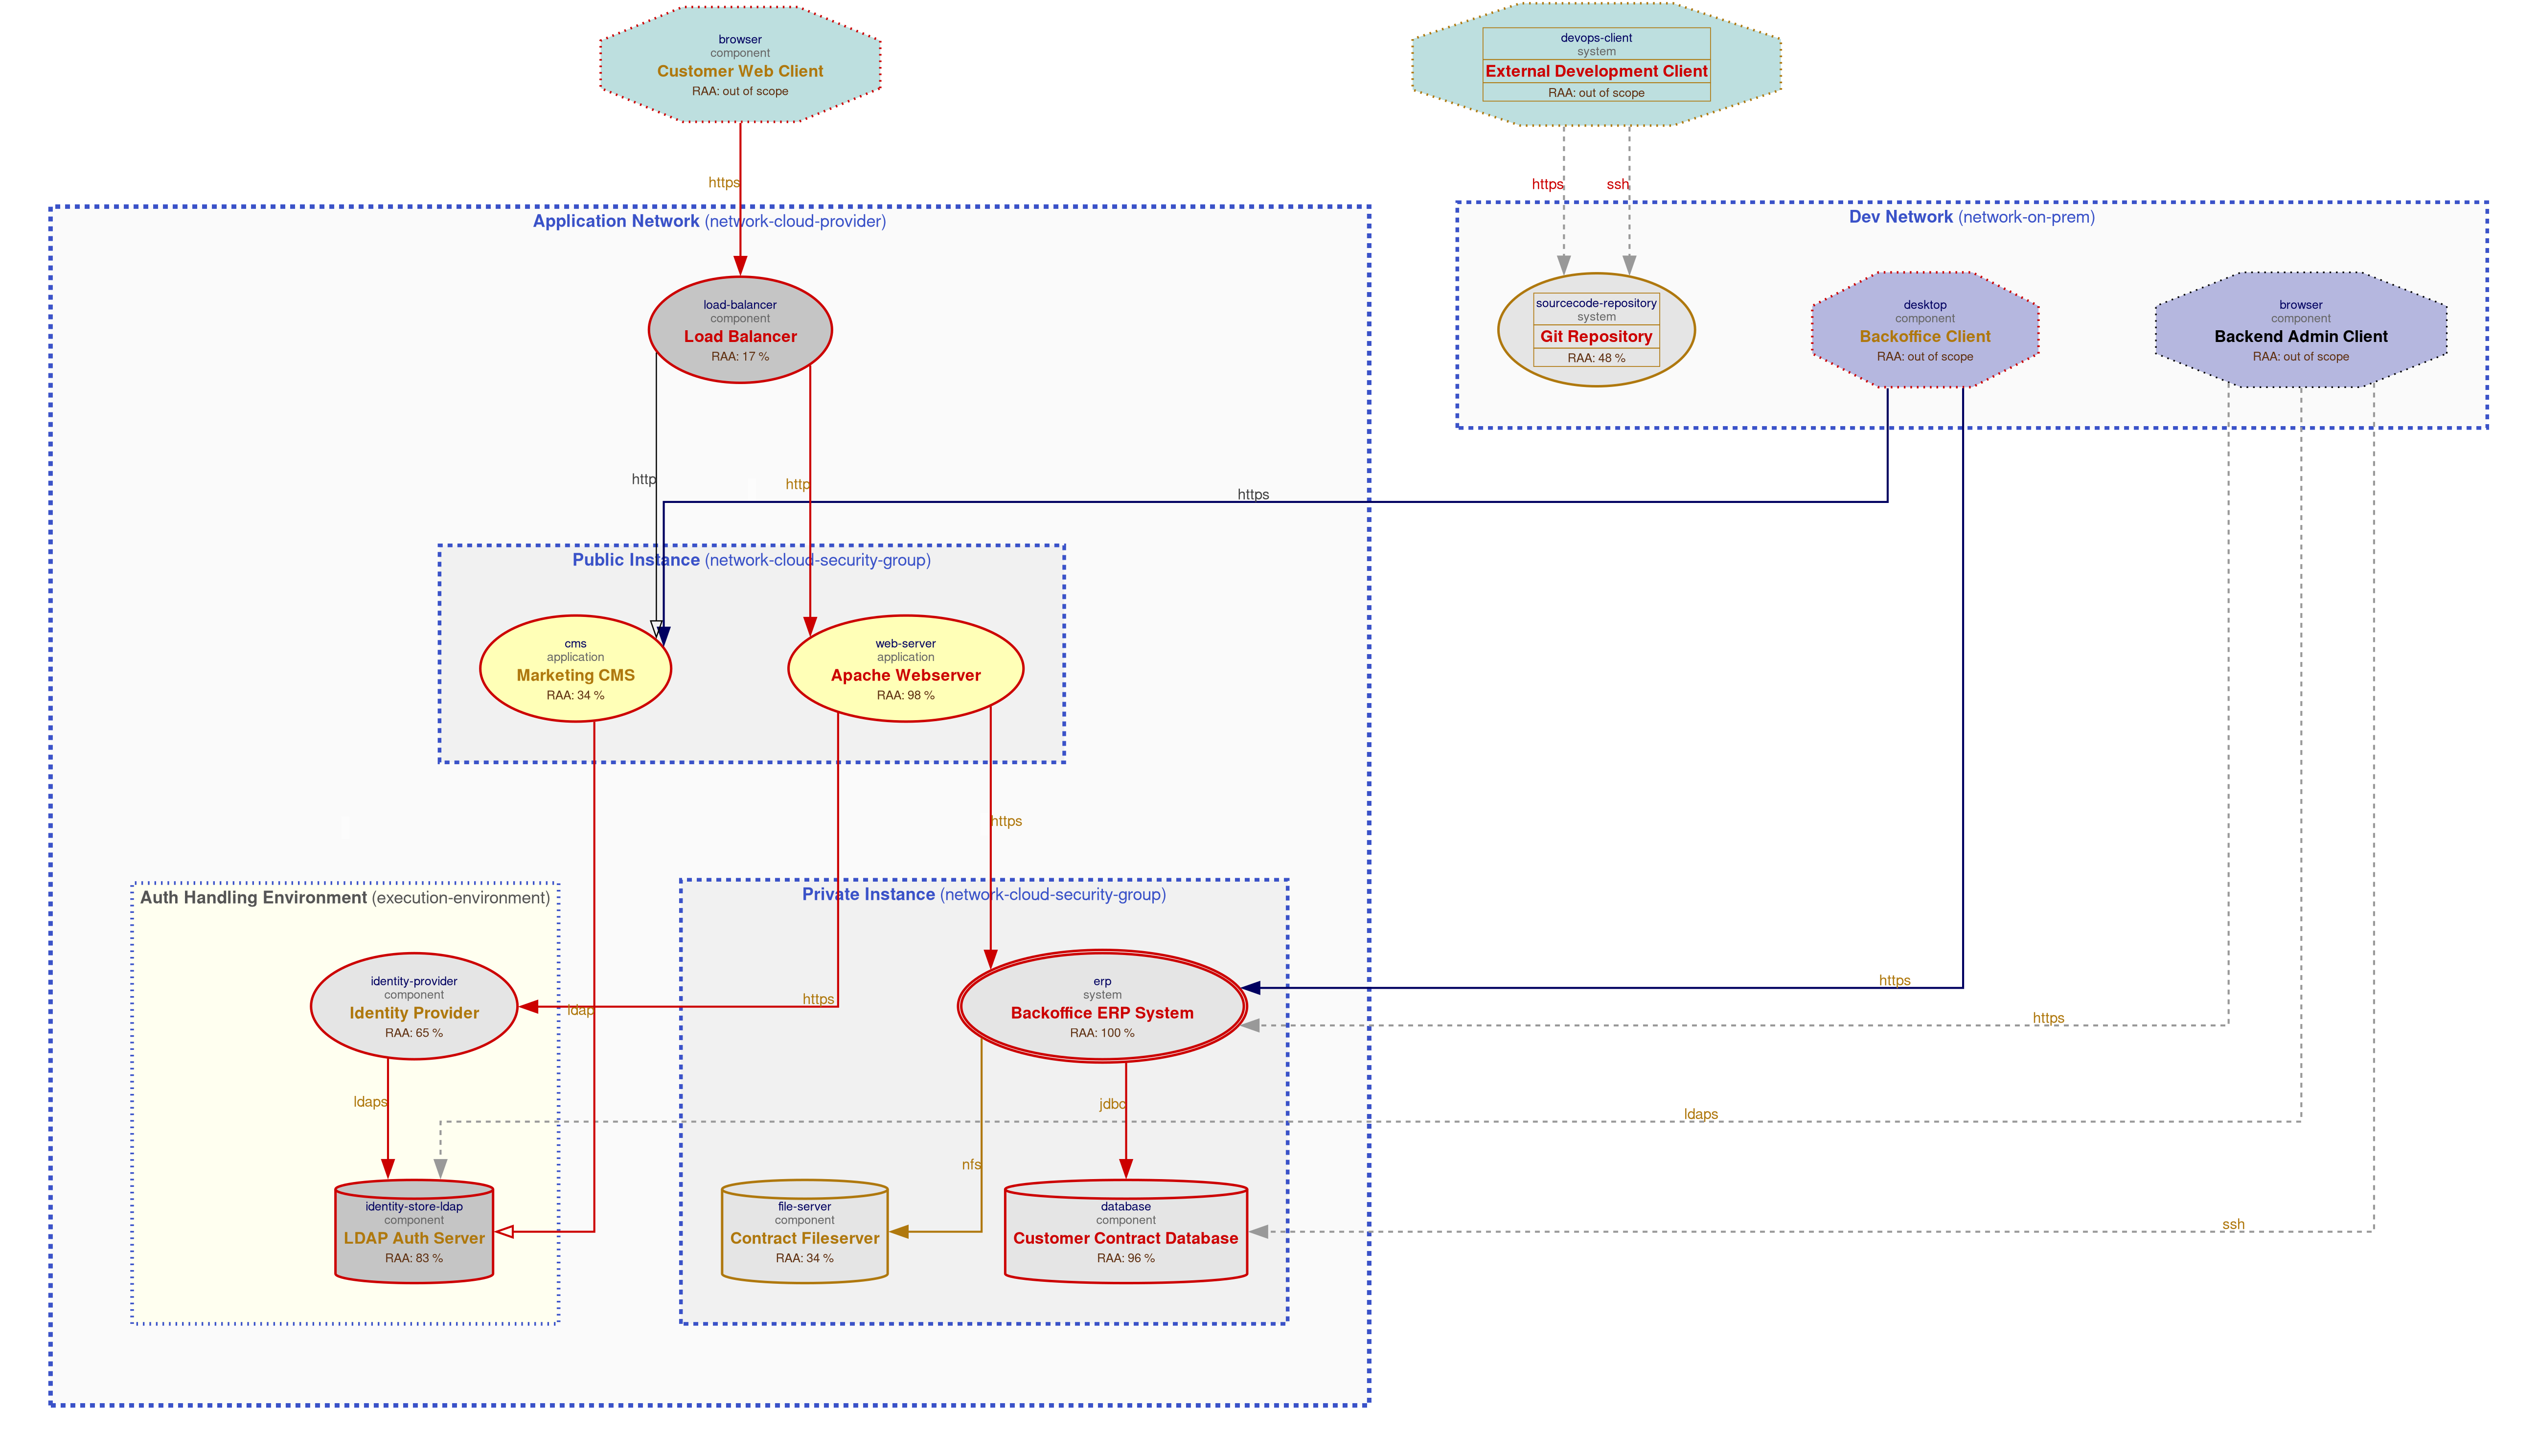 browser
component
Customer Web Client
RAA: out of scope
devops-client
system
External Development Client
RAA: out of scope
https
https
ssh
Application Network (network-cloud-provider)
Dev Network (network-on-prem)
load-balancer
component
Load Balancer
RAA: 17 %
sourcecode-repository
system
Git Repository
RAA: 48 %
desktop
component
Backoffice Client
RAA: out of scope
browser
component
Backend Admin Client
RAA: out of scope
http
http
https
Public Instance (network-cloud-security-group)
cms
application
Marketing CMS
RAA: 34 %
web-server
application
Apache Webserver
RAA: 98 %
https
Auth Handling Environment (execution-environment)
Private Instance (network-cloud-security-group)
identity-provider
component
Identity Provider
RAA: 65 %
ldap
https
erp
system
Backoffice ERP System
RAA: 100 %
https
https
ldaps
jdbc
ldaps
nfs
identity-store-ldap
component
LDAP Auth Server
RAA: 83 %
file-server
component
Contract Fileserver
RAA: 34 %
database
component
Customer Contract Database
RAA: 96 %
ssh